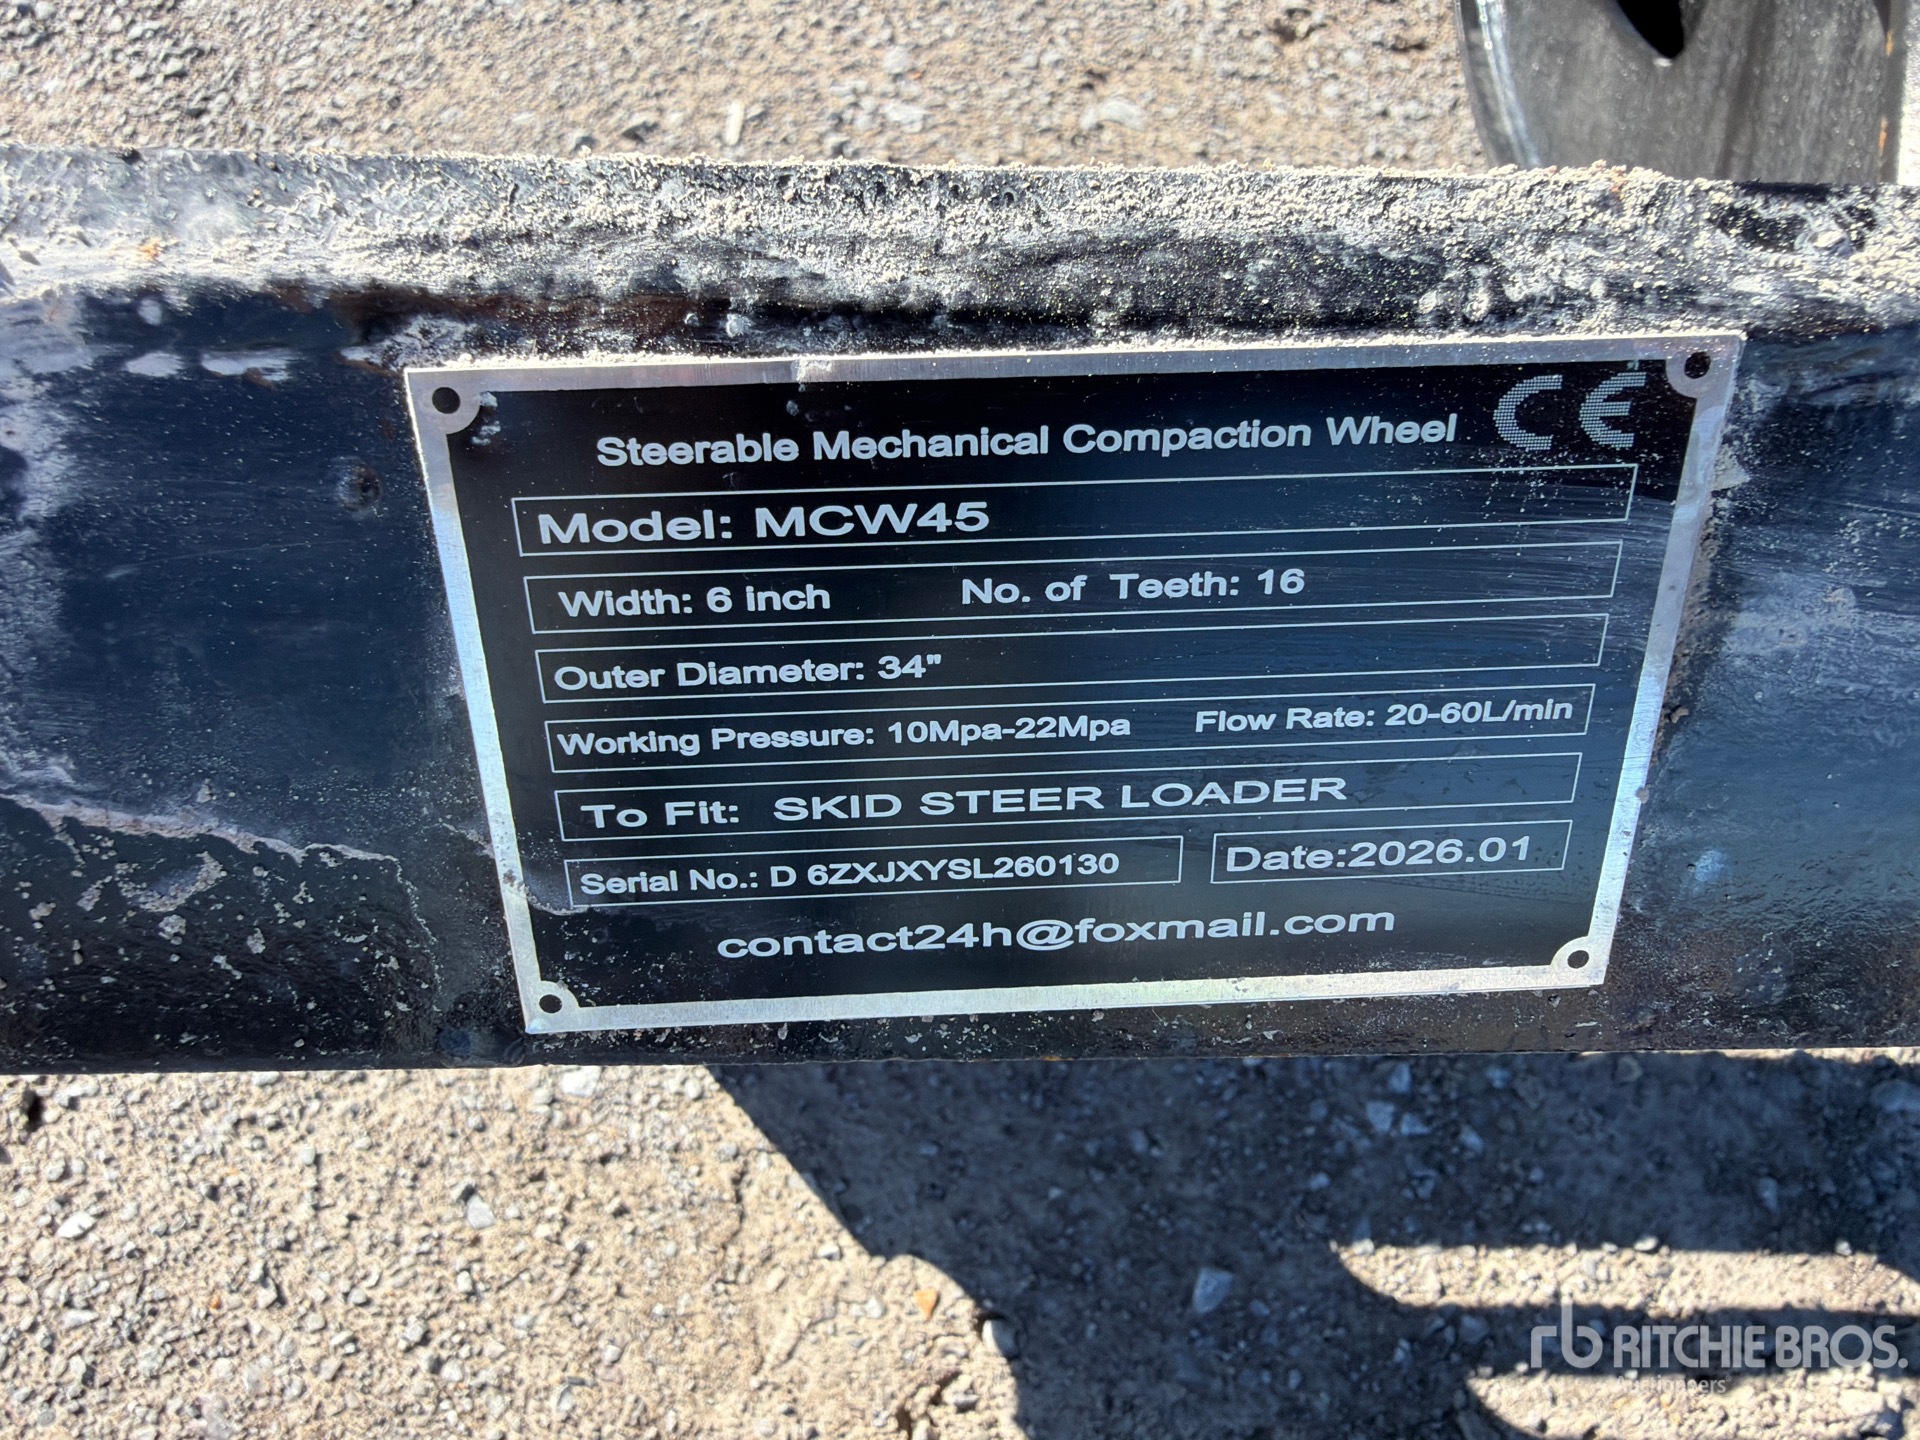 Steerable Mechanical Compaction Wheel CE
Model: MCW45
Width: 6 inch No. of Teeth: 16
Outer Diameter: 34"
Working Pressure: 10Mpa-22Mpa Flow Rate: 20-60L/min
To Fit: SKID STEER LOADER
Serial No.: D 6ZXJXYSL260130 Date:2026.01
contact24h@foxmail.com
rb RITCHIE BROS.
Auctioneers